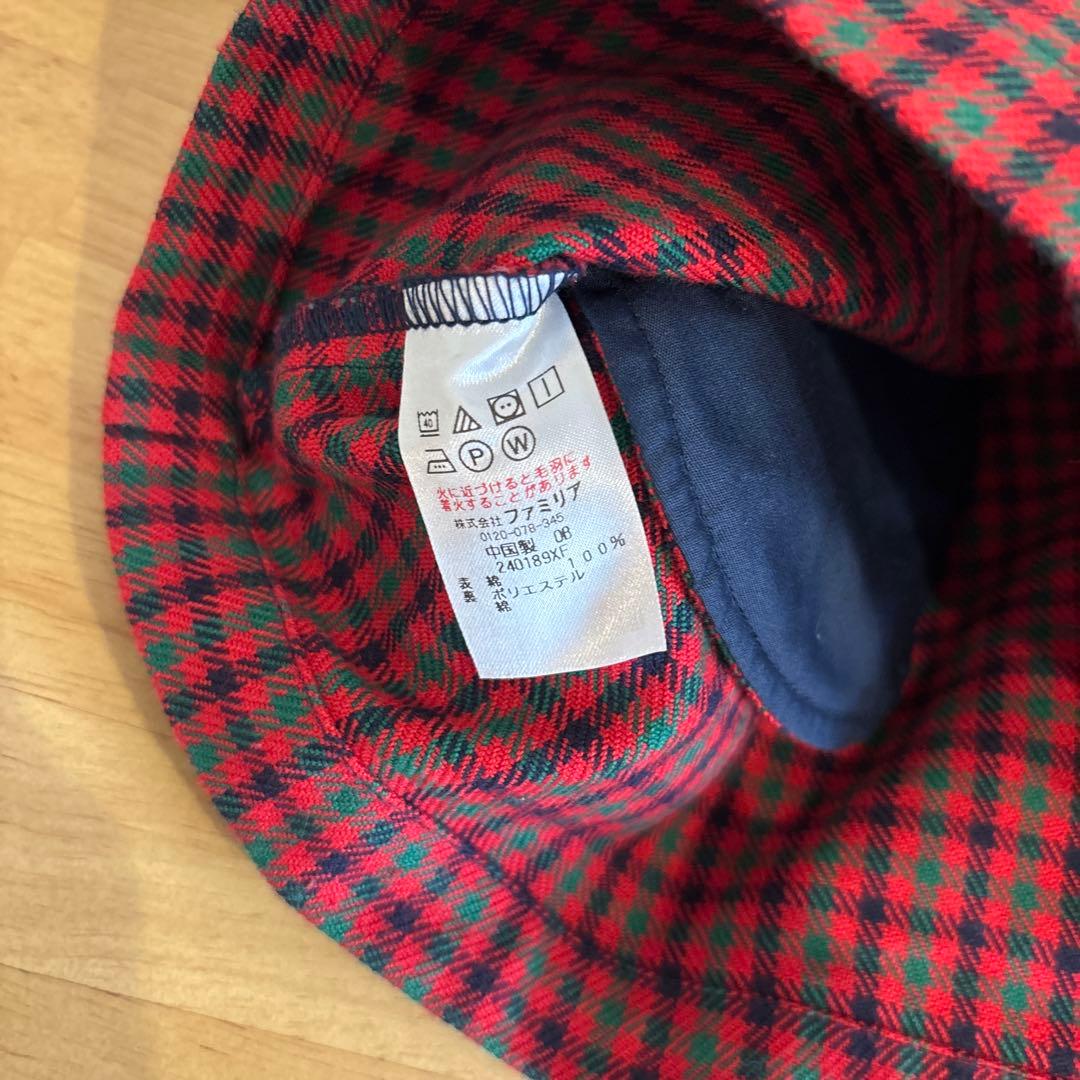 40
P W
火に近づけると毛羽に
着火することがあります
株式会社 ファミリア
0120-078-345
中国製 OB
240189XF
表 綿 100%
裏 ポリエステル
綿